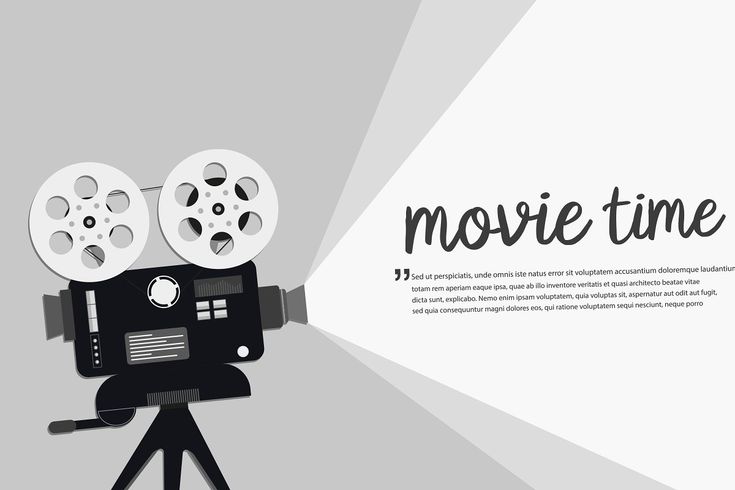 movie time
" Sed ut perspiciatis, unde omnis iste natus error sit voluptatem accusantium doloremque laudantium
totam rem aperiam eaque ipsa, quae ab illo inventore veritatis et quasi architecto beatae vitae
dicta sunt, explicabo. Nemo enim ipsam voluptatem, quia voluptas sit, aspernatur aut odit aut fugit,
sed quia consequuntur magni dolores eos, qui ratione voluptatem sequi nesciunt, neque porro